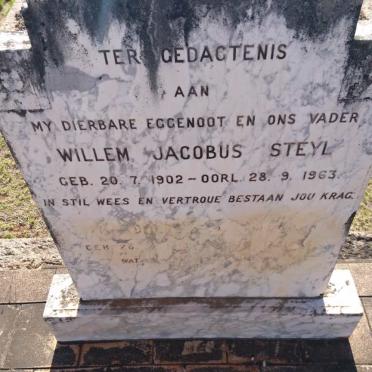 TER GEDACTENIS
AAN
MY DIERBARE EGGENOOT EN ONS VADER
WILLEM JACOBUS STEYL
GEB. 20. 7. 1902 - OORL. 28. 9. 1963.
IN STIL WEES EN VERTROUE BESTAAN JOU KRAG.